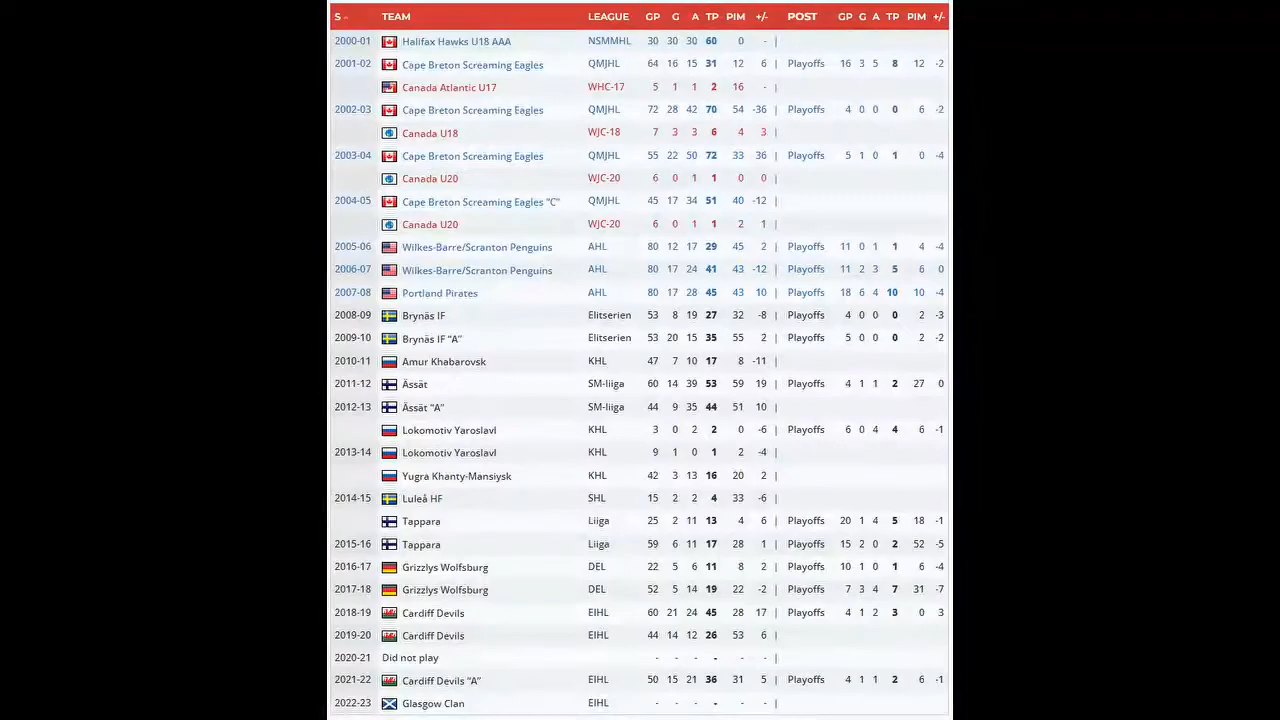 S TEAM LEAGUE GP G A TP PIM +/- POST GP G A TP PIM +/-
2000-01 Halifax Hawks U18 AAA NSMMHL 30 30 30 60 0 - |
2001-02 Cape Breton Screaming Eagles QMJHL 64 16 15 31 12 6 | Playoffs 16 3 5 8 12 -2
Canada Atlantic U17 WHC-17 5 1 1 2 16 - |
2002-03 Cape Breton Screaming Eagles QMJHL 72 28 42 70 54 -36 | Playoffs 4 0 0 0 6 -2
Canada U18 WJC-18 7 3 3 6 4 3 |
2003-04 Cape Breton Screaming Eagles QMJHL 55 22 50 72 33 36 | Playoffs 5 1 0 1 0 -4
Canada U20 WJC-20 6 0 1 1 0 0 |
2004-05 Cape Breton Screaming Eagles "C" QMJHL 45 17 34 51 40 -12 |
Canada U20 WJC-20 6 0 1 1 2 1 |
2005-06 Wilkes-Barre/Scranton Penguins AHL 80 12 17 29 45 2 | Playoffs 11 0 1 1 4 -4
2006-07 Wilkes-Barre/Scranton Penguins AHL 80 17 24 41 43 -12 | Playoffs 11 2 3 5 6 0
2007-08 Portland Pirates AHL 80 17 28 45 43 10 | Playoffs 18 6 4 10 10 -4
2008-09 Brynäs IF Elitserien 53 8 19 27 32 -8 | Playoffs 4 0 0 0 2 -3
2009-10 Brynäs IF "A" Elitserien 53 20 15 35 55 2 | Playoffs 5 0 0 0 2 -2
2010-11 Amur Khabarovsk KHL 47 7 10 17 8 -11 |
2011-12 Ässät SM-liiga 60 14 39 53 59 19 | Playoffs 4 1 1 2 27 0
2012-13 Ässät "A" SM-liiga 44 9 35 44 51 10 |
Lokomotiv Yaroslavl KHL 3 0 2 2 0 -6 | Playoffs 6 0 4 4 6 -1
2013-14 Lokomotiv Yaroslavl KHL 9 1 0 1 2 -4 |
Yugra Khanty-Mansiysk KHL 42 3 13 16 20 2 |
2014-15 Luleå HF SHL 15 2 2 4 33 -6 |
Tappara Liiga 25 2 11 13 4 6 | Playoffs 20 1 4 5 18 -1
2015-16 Tappara Liiga 59 6 11 17 28 1 | Playoffs 15 2 0 2 52 -5
2016-17 Grizzlys Wolfsburg DEL 22 5 6 11 8 2 | Playoffs 10 1 0 1 6 -4
2017-18 Grizzlys Wolfsburg DEL 52 5 14 19 22 -2 | Playoffs 7 3 4 7 31 -7
2018-19 Cardiff Devils EIHL 60 21 24 45 28 17 | Playoffs 4 1 2 3 0 3
2019-20 Cardiff Devils EIHL 44 14 12 26 53 6 |
2020-21 Did not play - - - - - - |
2021-22 Cardiff Devils "A" EIHL 50 15 21 36 31 5 | Playoffs 4 1 1 2 6 -1
2022-23 Glasgow Clan EIHL - - - - - - |